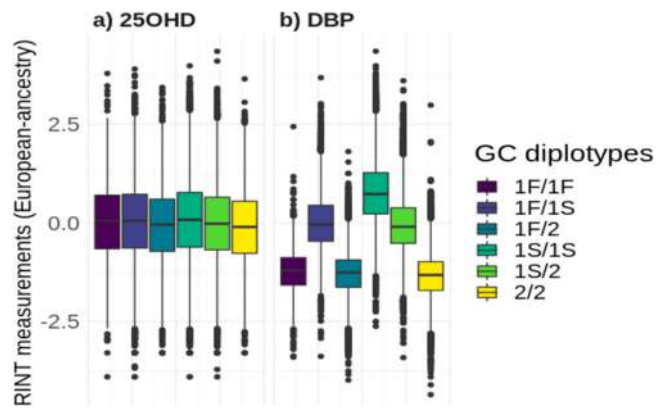 a) 25OHD b) DBP
RINT measurements (European-ancestry)
2.5
0.0
-2.5
GC diplotypes
1F/1F
1F/1S
1F/2
1S/1S
1S/2
2/2